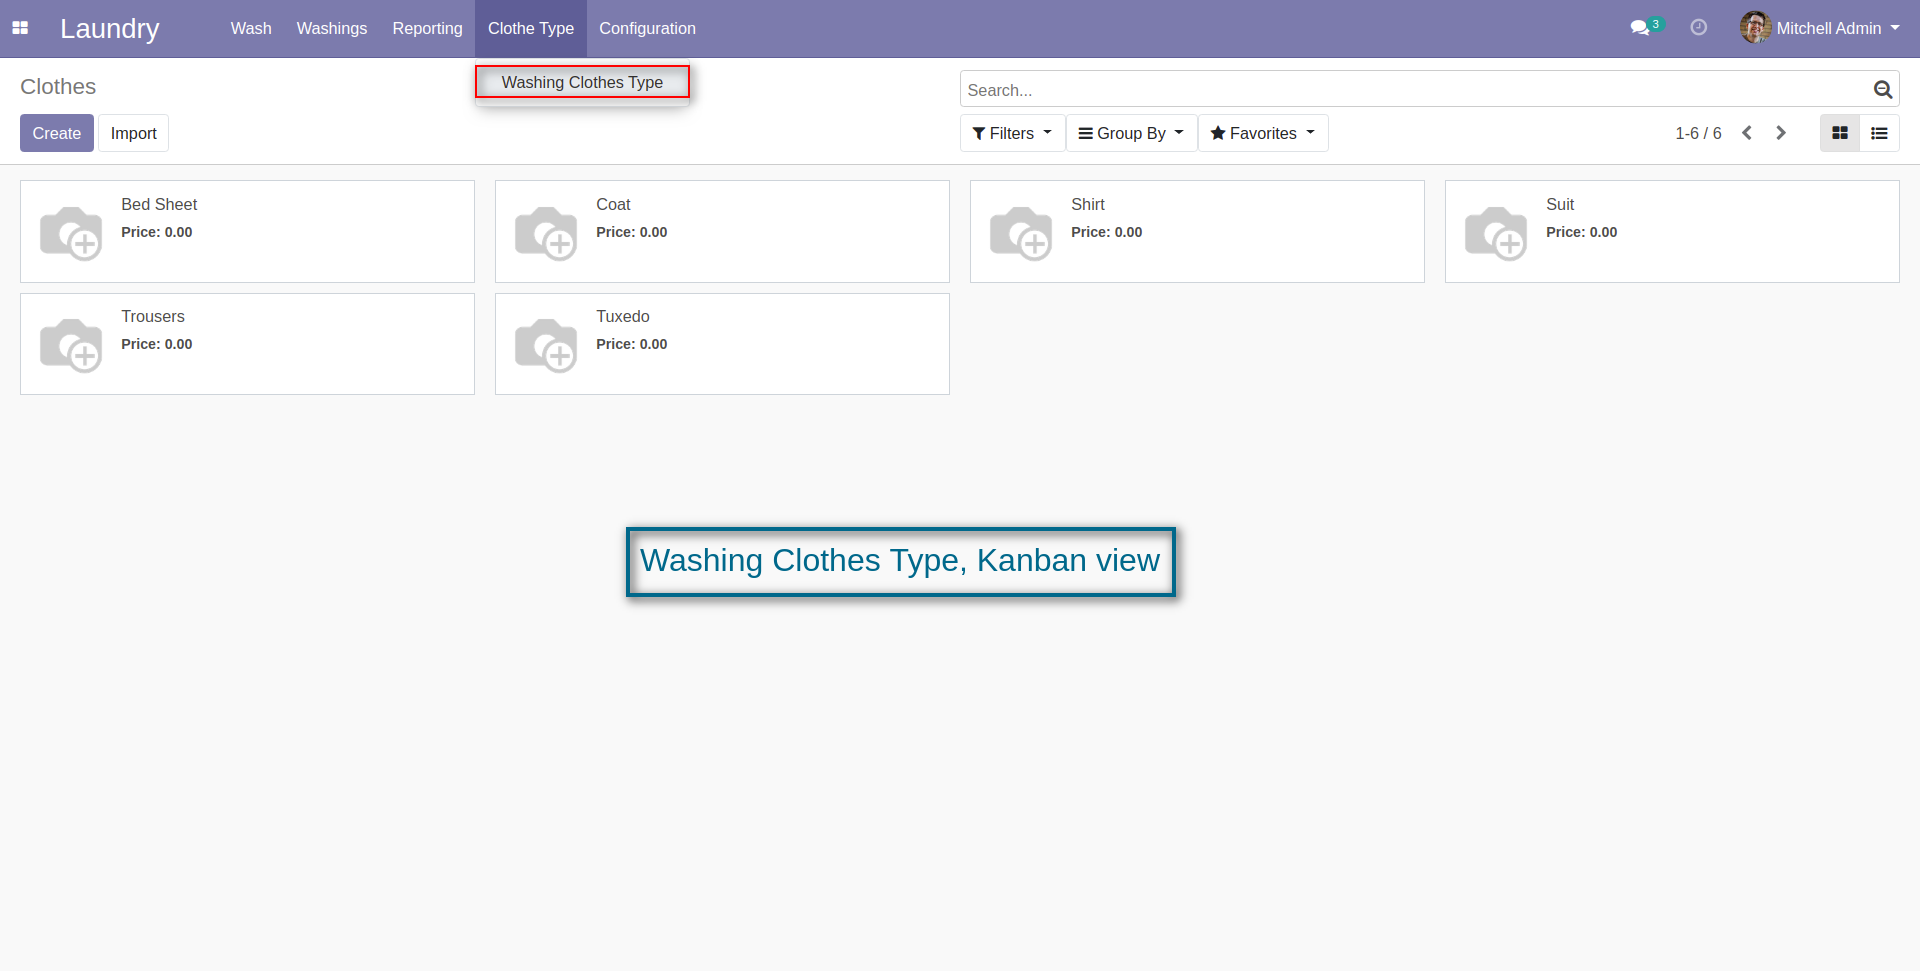 Laundry
Wash
Washings
Reporting
Clothe Type
Configuration
3
Mitchell Admin
Clothes
Washing Clothes Type
Search...
Create
Import
Filters
Group By
Favorites
1-6 / 6
Bed Sheet
Price: 0.00
Coat
Price: 0.00
Shirt
Price: 0.00
Suit
Price: 0.00
Trousers
Price: 0.00
Tuxedo
Price: 0.00
Washing Clothes Type, Kanban view